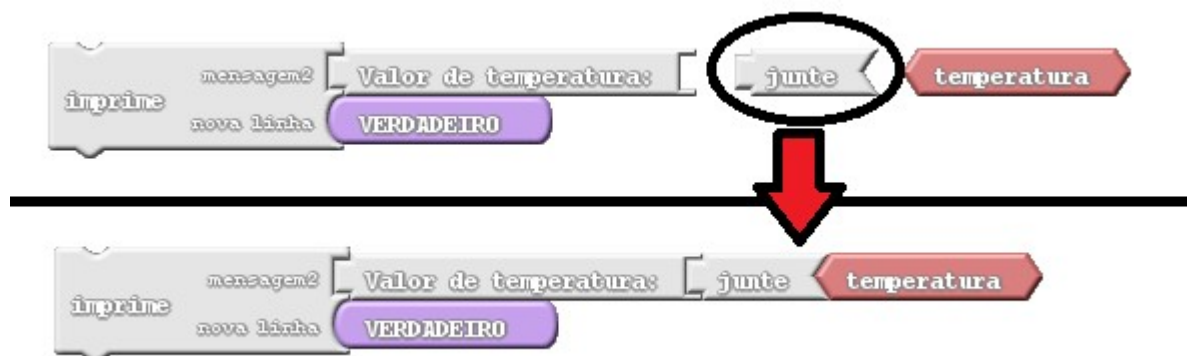 mensagem2 Valor de temperatura: junte temperatura
imprime
nova linha VERDADEIRO
mensagem2 Valor de temperatura: junte temperatura
imprime
nova linha VERDADEIRO